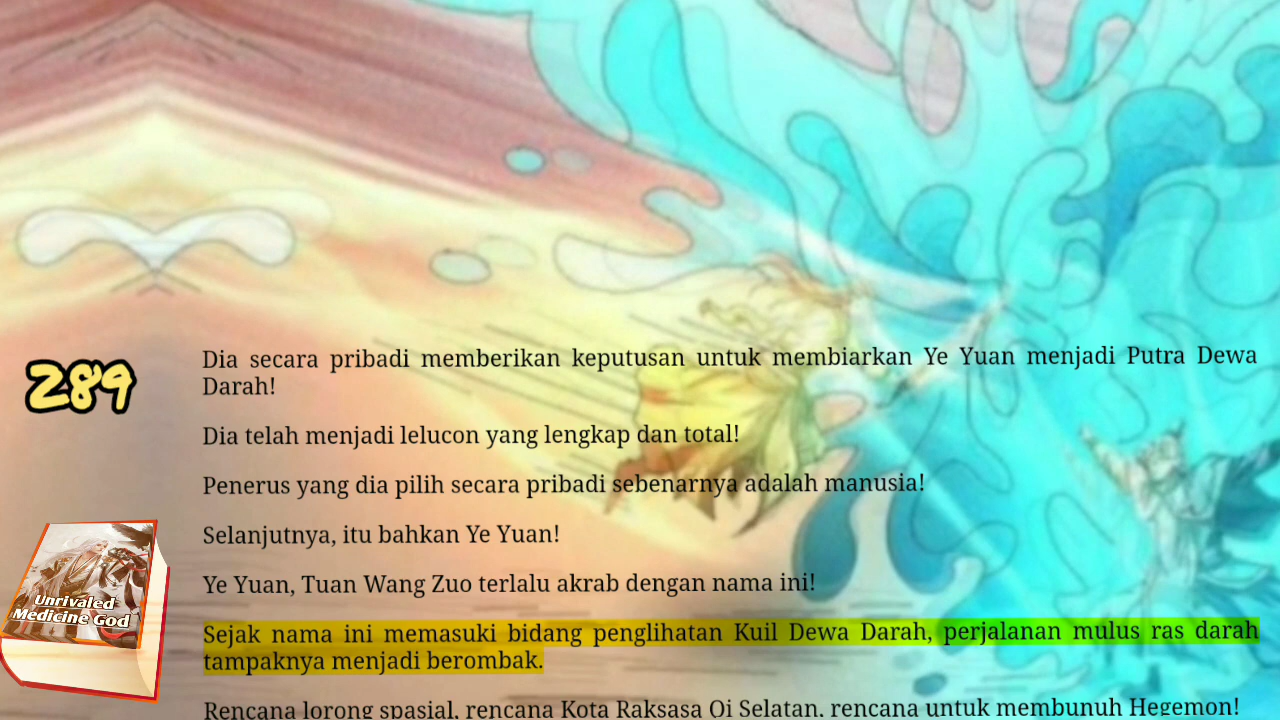 Dia secara pribadi memberikan keputusan untuk membiarkan Ye Yuan menjadi Putra Dewa
Darah!
289
Dia telah menjadi lelucon yang lengkap dan total!
Penerus yang dia pilih secara pribadi sebenarnya adalah manusia!
Selanjutnya, itu bahkan Ye Yuan!
Ye Yuan, Tuan Wang Zuo terlalu akrab dengan nama ini!
Unrivaled
Medicine God
Sejak nama ini memasuki bidang penglihatan Kuil Dewa Darah, perjalanan mulus ras darah
tampaknya menjadi berombak.
Rencana lorong spasial, rencana Kota Raksasa Qi Selatan, rencana untuk membunuh Hegemon!